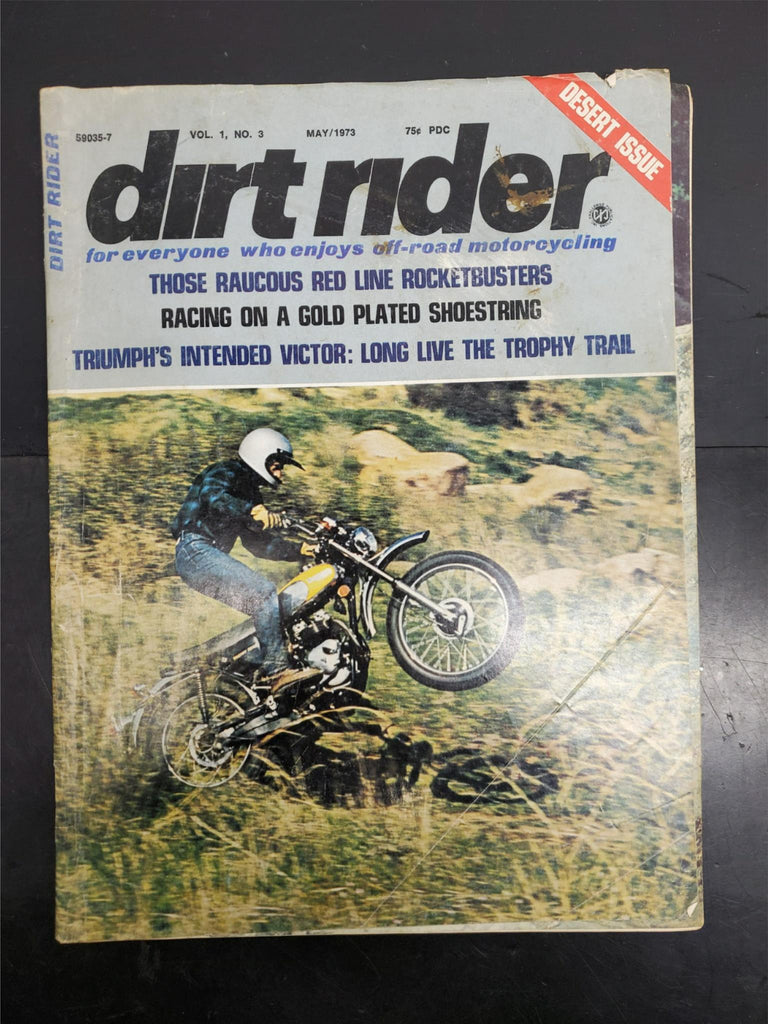 59035-7 VOL. 1, NO. 3 MAY/1973 75¢ PDC
DESERT ISSUE
DIRT RIDER
dirt rider
for everyone who enjoys off-road motorcycling
THOSE RAUCOUS RED LINE ROCKETBUSTERS
RACING ON A GOLD PLATED SHOESTRING
TRIUMPH'S INTENDED VICTOR: LONG LIVE THE TROPHY TRAIL